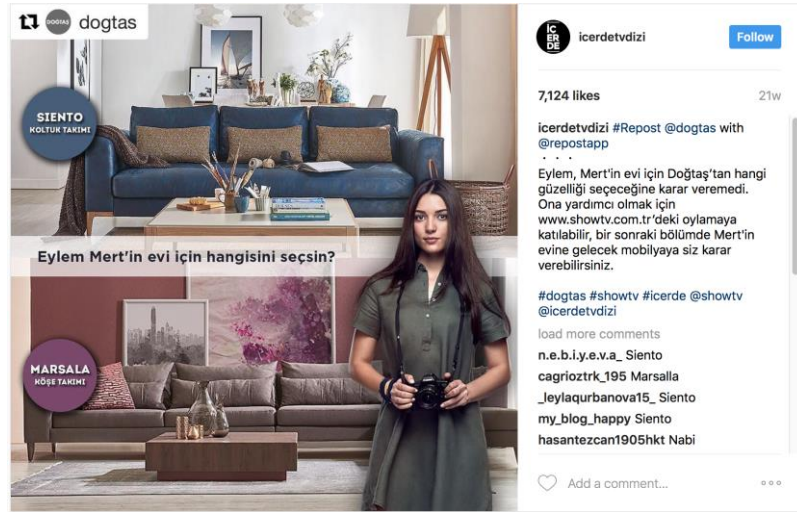 DOĞTAŞ
dogtas
SIENTO
KOLTUK TAKIMI
Eylem Mert'in evi için hangisini seçsin?
MARSALA
KÖŞE TAKIMI
İÇ
ER
DE
icerdetvdizi
Follow
7,124 likes
21w
icerdetvdizi #Repost @dogtas with
@repostapp
· · ·
Eylem, Mert'in evi için Doğtaş'tan hangi
güzelliği seçeceğine karar veremedi.
Ona yardımcı olmak için
www.showtv.com.tr'deki oylamaya
katılabilir, bir sonraki bölümde Mert'in
evine gelecek mobilyaya siz karar
verebilirsiniz.
#dogtas #showtv #icerde @showtv
@icerdetvdizi
load more comments
n.e.b.i.y.e.v.a_ Siento
cagrioztrk_195 Marsalla
_leylaqurbanova15_ Siento
my_blog_happy Siento
hasantezcan1905hkt Nabi
Add a comment...